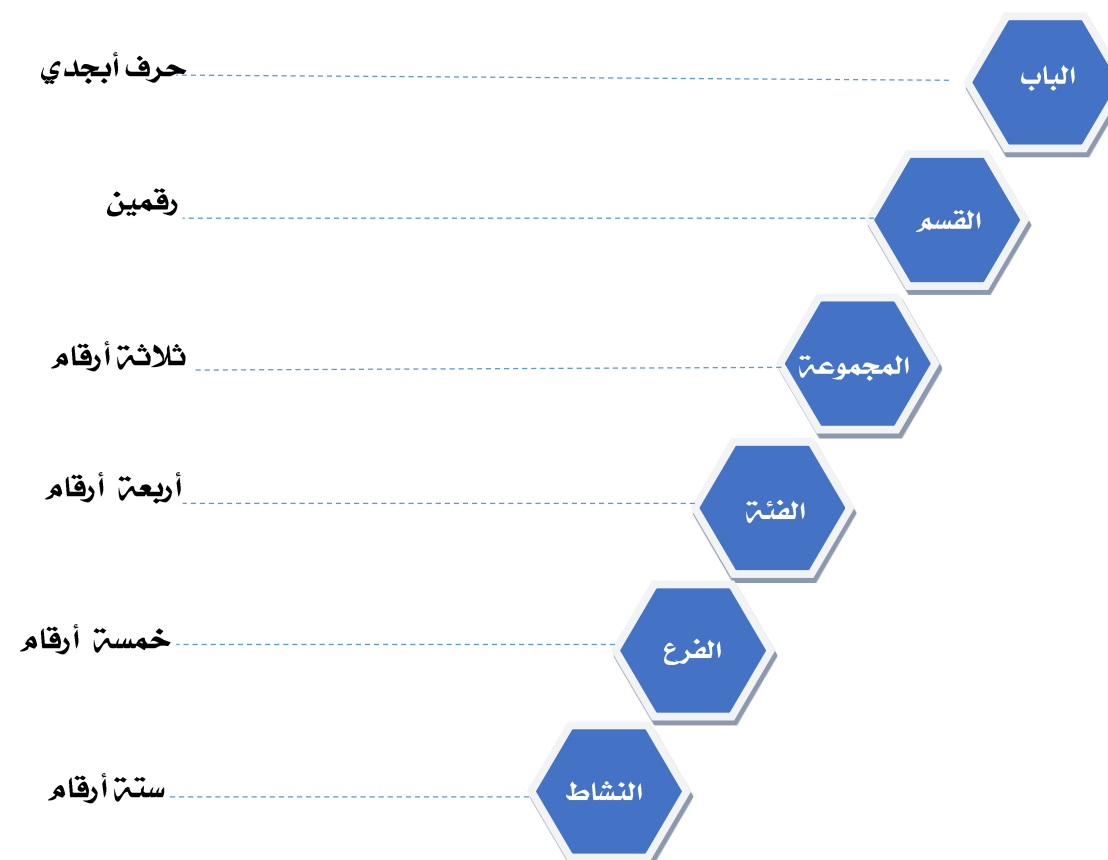 الباب
حرف أبجدي
القسم
رقمين
المجموعة
ثلاثة أرقام
الفئة
أربعة أرقام
الفرع
خمسة أرقام
النشاط
ستة أرقام